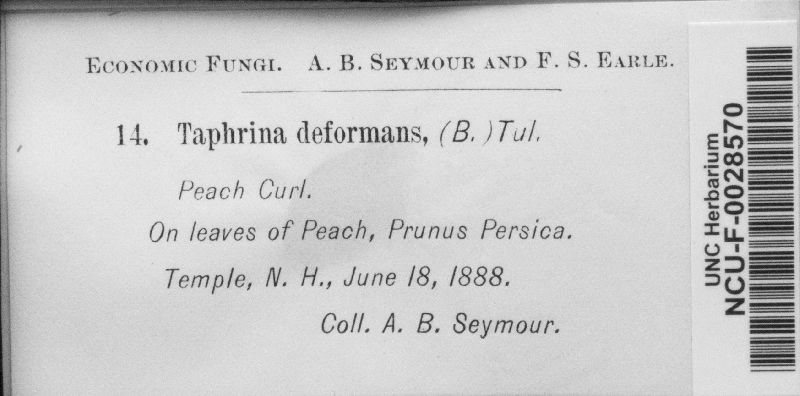 Economic Fungi. A. B. Seymour and F. S. Earle.
14. Taphrina deformans, (B.) Tul.
Peach Curl.
On leaves of Peach, Prunus Persica.
Temple, N. H., June 18, 1888.
Coll. A. B. Seymour.
UNC Herbarium
NCU-F-0028570